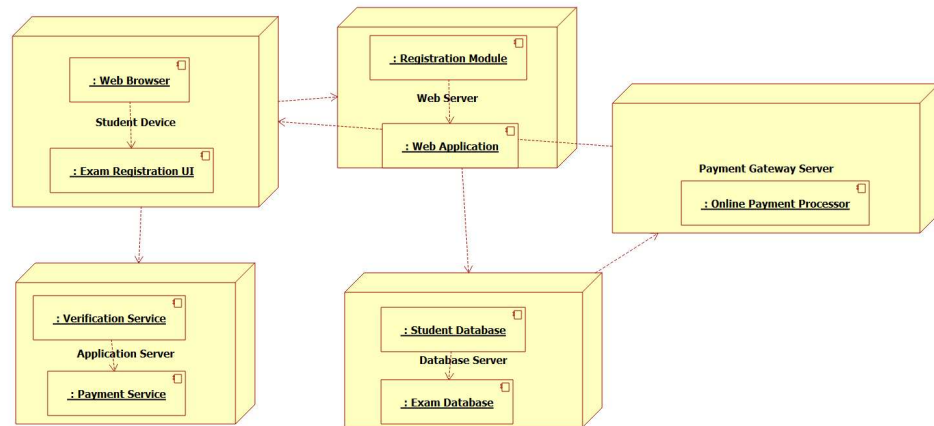 : Web Browser
Student Device
: Exam Registration UI
: Registration Module
Web Server
: Web Application
Payment Gateway Server
: Online Payment Processor
: Verification Service
Application Server
: Payment Service
: Student Database
Database Server
: Exam Database